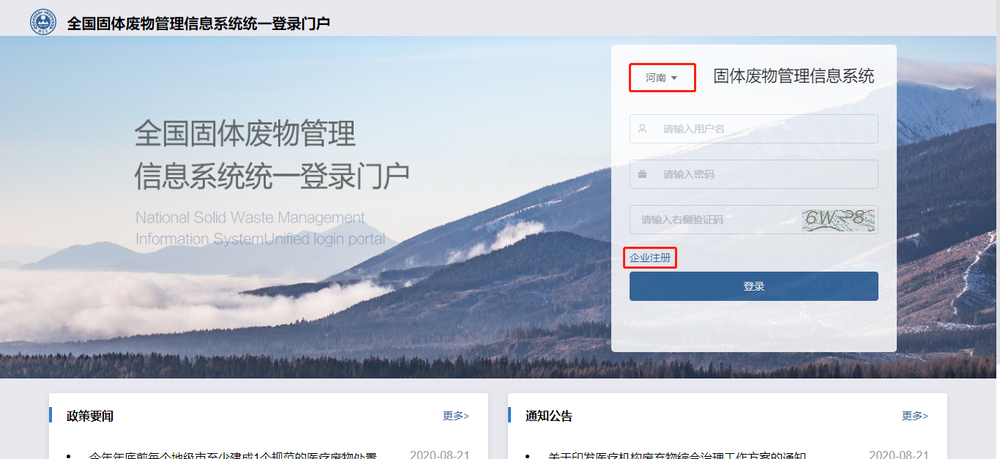 全国固体废物管理信息系统统一登录门户
河南
固体废物管理信息系统
全国固体废物管理
信息系统统一登录门户
National Solid Waste Management
Information SystemUnified login portal
请输入用户名
请输入密码
请输入右侧验证码
企业注册
登录
政策要闻
更多>
今年年底前每个地级市至少建成1个规范的医疗废物处置
2020-08-21
通知公告
更多>
关于印发医疗机构废弃物综合治理工作方案的通知
2020-08-21